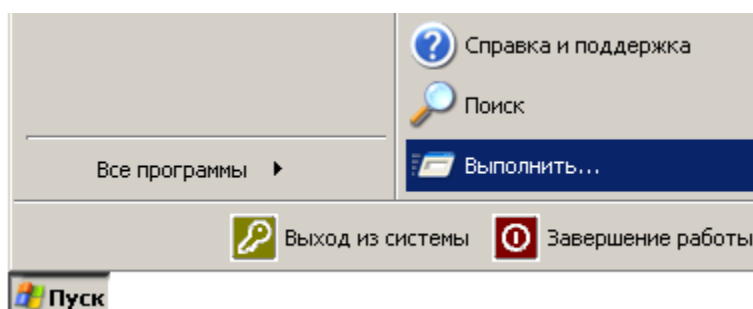 Справка и поддержка
Поиск
Все программы
Выполнить...
Выход из системы
Завершение работы
Пуск